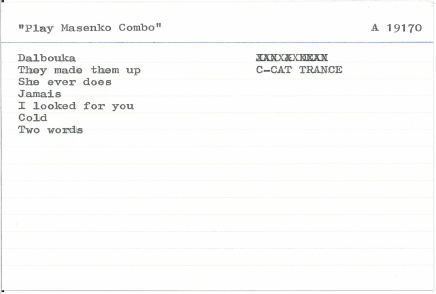 "Play Masenko Combo" A 19170
Dalbouka
They made them up C-CAT TRANCE
She ever does
Jamais
I looked for you
Cold
Two words